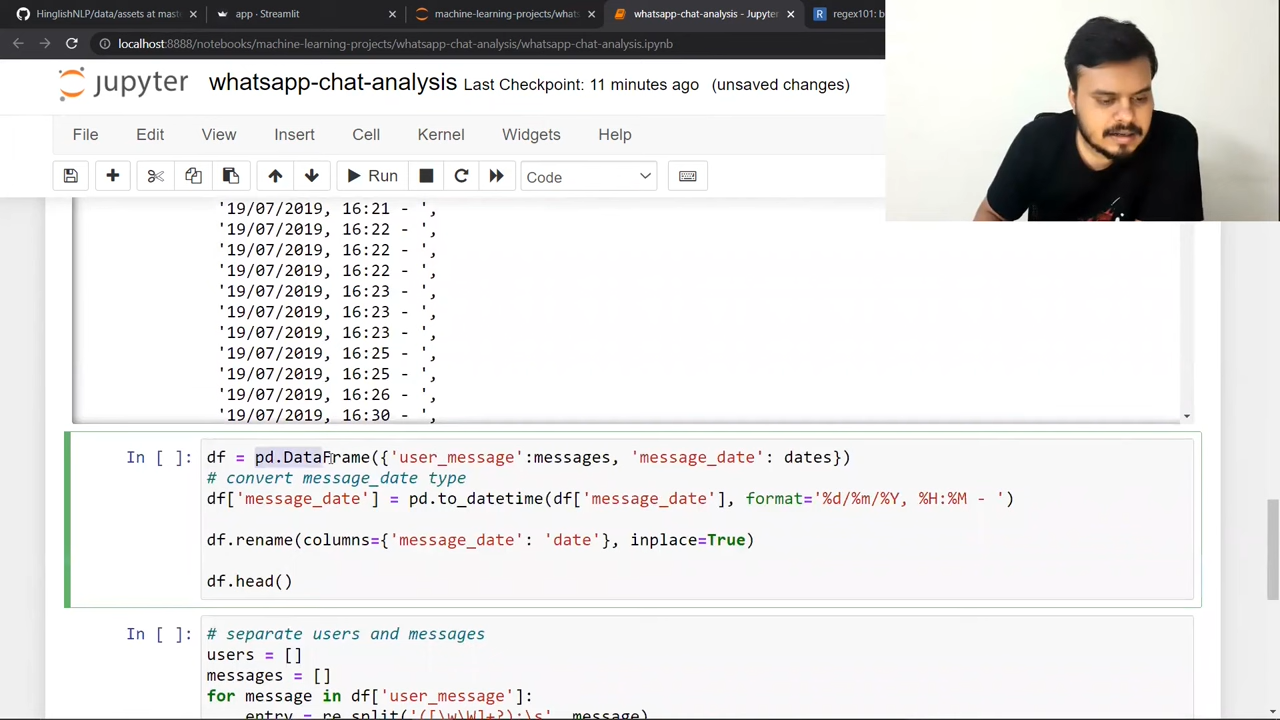 HinglishNLP/data/assets at mast
app · Streamlit
machine-learning-projects/whats
whatsapp-chat-analysis - Jupyter
regex101: b
localhost:8888/notebooks/machine-learning-projects/whatsapp-chat-analysis/whatsapp-chat-analysis.ipynb
jupyter whatsapp-chat-analysis Last Checkpoint: 11 minutes ago (unsaved changes)
File Edit View Insert Cell Kernel Widgets Help
Run Code
'19/07/2019, 16:21 - ',
'19/07/2019, 16:22 - ',
'19/07/2019, 16:22 - ',
'19/07/2019, 16:22 - ',
'19/07/2019, 16:23 - ',
'19/07/2019, 16:23 - ',
'19/07/2019, 16:23 - ',
'19/07/2019, 16:25 - ',
'19/07/2019, 16:25 - ',
'19/07/2019, 16:26 - ',
'19/07/2019, 16:30 - ',
In [ ]: df = pd.DataFrame({'user_message':messages, 'message_date': dates})
# convert message_date type
df['message_date'] = pd.to_datetime(df['message_date'], format='%d/%m/%Y, %H:%M - ')
df.rename(columns={'message_date': 'date'}, inplace=True)
df.head()
In [ ]: # separate users and messages
users = []
messages = []
for message in df['user_message']:
entry = re.split('([\w\W]+?):\s', message)